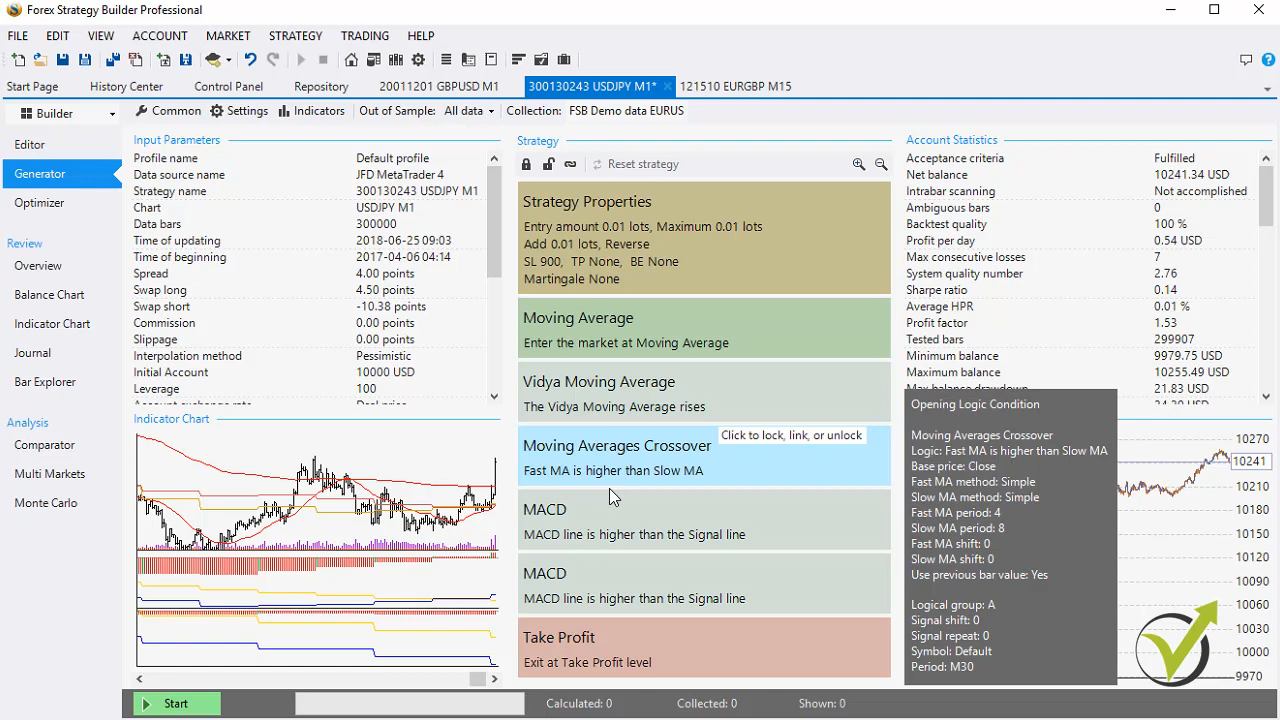 Forex Strategy Builder Professional
FILE EDIT VIEW ACCOUNT MARKET STRATEGY TRADING HELP
Start Page History Center Control Panel Repository 20011201 GBPUSD M1 300130243 USDJPY M1* 121510 EURGBP M15
Builder Common Settings Indicators Out of Sample: All data Collection: FSB Demo data EURUS
Editor
Generator
Optimizer
Review
Overview
Balance Chart
Indicator Chart
Journal
Bar Explorer
Analysis
Comparator
Multi Markets
Monte Carlo
Input Parameters
Profile name Default profile
Data source name JFD MetaTrader 4
Strategy name 300130243 USDJPY M1
Chart USDJPY M1
Data bars 300000
Time of updating 2018-06-25 09:03
Time of beginning 2017-04-06 04:14
Spread 4.00 points
Swap long 4.50 points
Swap short -10.38 points
Commission 0.00 points
Slippage 0.00 points
Interpolation method Pessimistic
Initial Account 10000 USD
Leverage 100
Indicator Chart
Strategy
Reset strategy
Strategy Properties
Entry amount 0.01 lots, Maximum 0.01 lots
Add 0.01 lots, Reverse
SL 900, TP None, BE None
Martingale None
Moving Average
Enter the market at Moving Average
Vidya Moving Average
The Vidya Moving Average rises
Click to lock, link, or unlock
Moving Averages Crossover
Fast MA is higher than Slow MA
MACD
MACD line is higher than the Signal line
MACD
MACD line is higher than the Signal line
Take Profit
Exit at Take Profit level
Account Statistics
Acceptance criteria Fulfilled
Net balance 10241.34 USD
Intrabar scanning Not accomplished
Ambiguous bars 0
Backtest quality 100 %
Profit per day 0.54 USD
Max consecutive losses 7
System quality number 2.76
Sharpe ratio 0.14
Average HPR 0.01 %
Profit factor 1.53
Tested bars 299907
Minimum balance 9979.75 USD
Maximum balance 10255.49 USD
21.83 USD
Opening Logic Condition
Moving Averages Crossover
Logic: Fast MA is higher than Slow MA
Base price: Close
Fast MA method: Simple
Slow MA method: Simple
Fast MA period: 4
Slow MA period: 8
Fast MA shift: 0
Slow MA shift: 0
Use previous bar value: Yes
Logical group: A
Signal shift: 0
Signal repeat: 0
Symbol: Default
Period: M30
10270
10241
10210
10180
10150
10120
10090
10060
10030
10000
9970
Start Calculated: 0 Collected: 0 Shown: 0